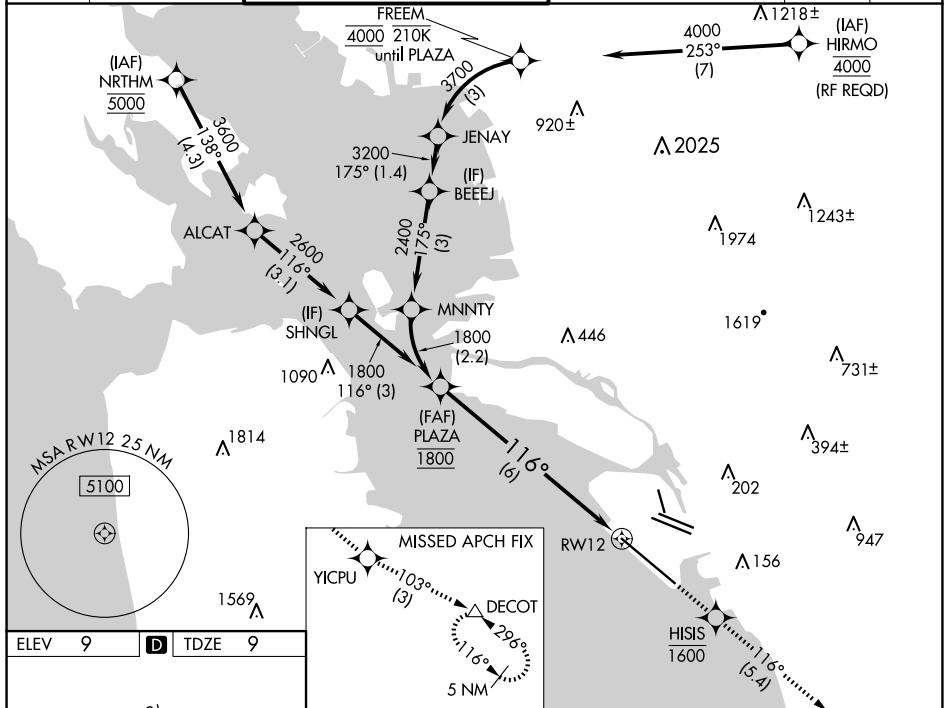 FREEM
4000 210K
until PLAZA
1218±
4000
253°
(7)
(IAF)
HIRMO
4000
(RF REQD)
(IAF)
NRTHM
5000
3700
(3)
920±
JENAY
2025
3600
138°
(4.3)
3200
175° (1.4)
(IF)
BEEEJ
1243±
1974
ALCAT
2600
116°
(3.1)
2400
175°
(3)
(IF)
SHNGL
MNNTY
1619
446
1800
(2.2)
731±
1090
1800
116° (3)
(FAF)
PLAZA
1800
1814
394±
MSA RW12 25 NM
5100
116°
(6)
202
RW12
947
156
MISSED APCH FIX
YICPU
103°
(3)
DECOT
296°
116°
5 NM
1569
HISIS
1600
116°
(5.4)
ELEV 9 D TDZE 9